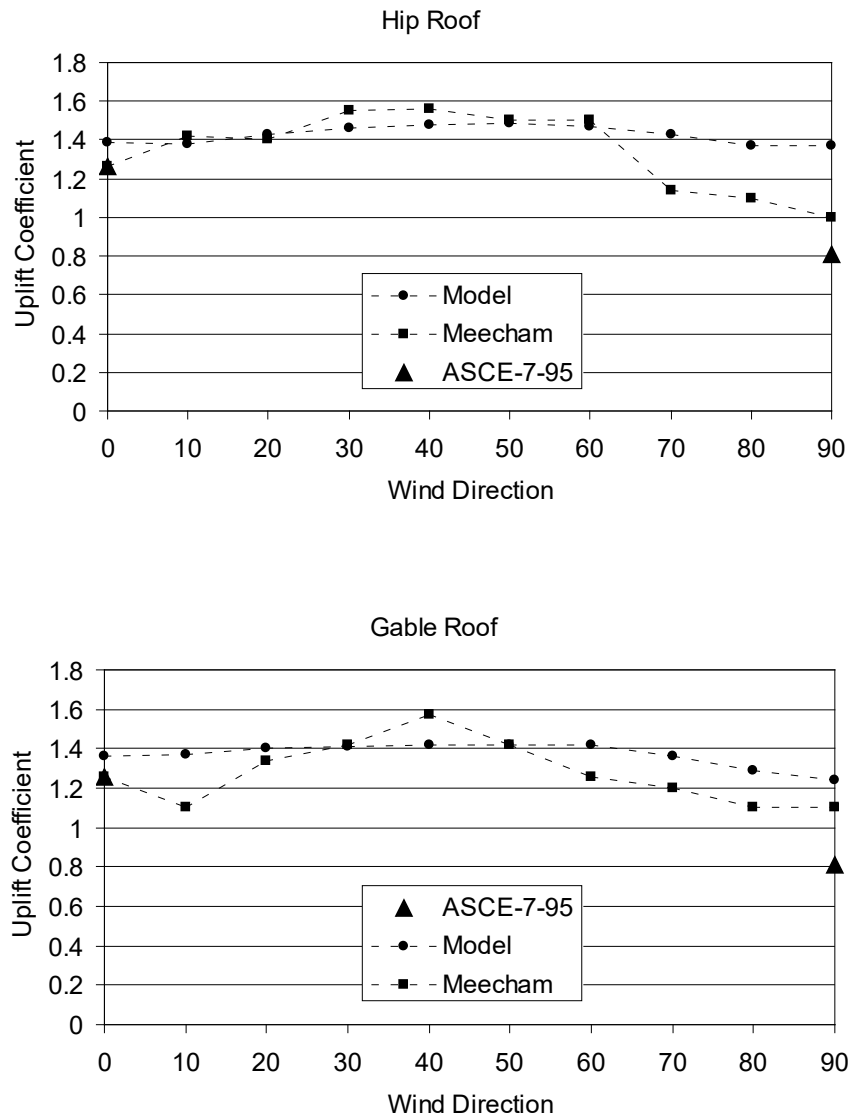 Hip Roof
1.8
1.6
1.4
1.2
1
0.8
0.6
0.4
0.2
0
Uplift Coefficient
Model
Meecham
ASCE-7-95
0 10 20 30 40 50 60 70 80 90
Wind Direction
Gable Roof
1.8
1.6
1.4
1.2
1
0.8
0.6
0.4
0.2
0
Uplift Coefficient
ASCE-7-95
Model
Meecham
0 10 20 30 40 50 60 70 80 90
Wind Direction